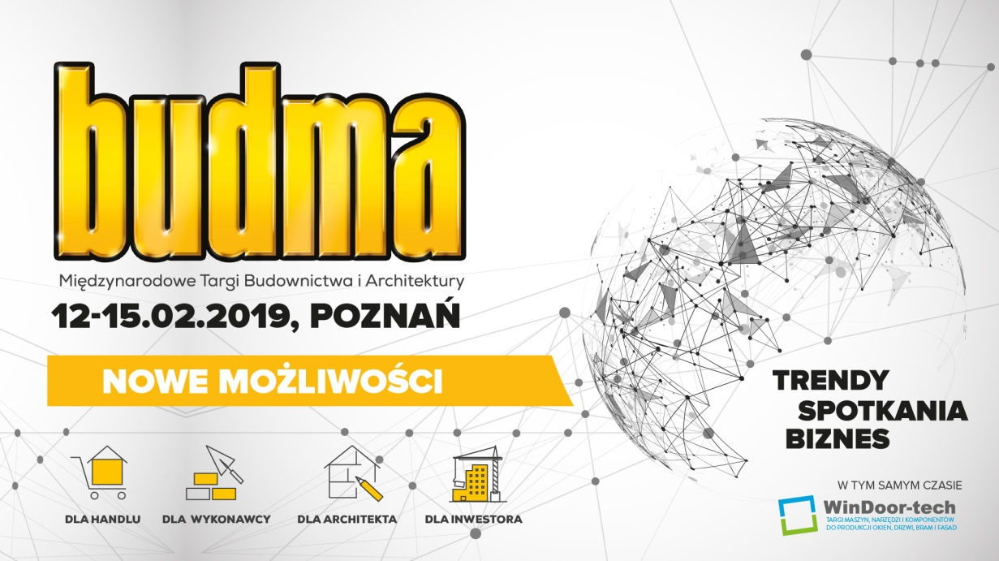 budma
Międzynarodowe Targi Budownictwa i Architektury
12-15.02.2019, POZNAŃ
NOWE MOŻLIWOŚCI
DLA HANDLU
DLA WYKONAWCY
DLA ARCHITEKTA
DLA INWESTORA
TRENDY
SPOTKANIA
BIZNES
W TYM SAMYM CZASIE
WinDoor-tech
TARGI MASZYN, NARZĘDZI I KOMPONENTÓW
DO PRODUKCJI OKIEN, DRZWI, BRAM I FASAD